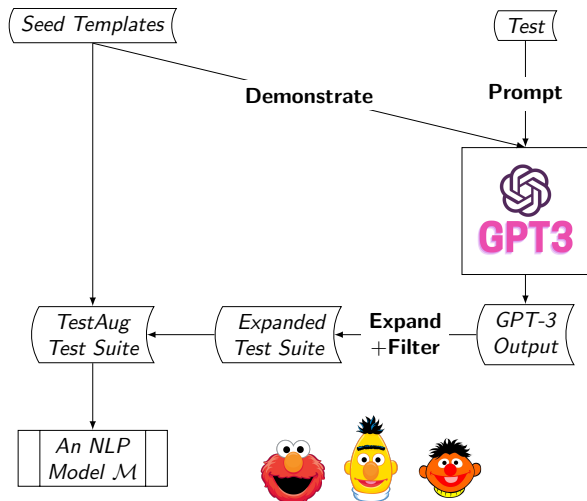 Seed Templates
Test
Demonstrate
Prompt
GPT3
TestAug
Test Suite
Expanded
Test Suite
Expand
+Filter
GPT-3
Output
An NLP
Model ℳ